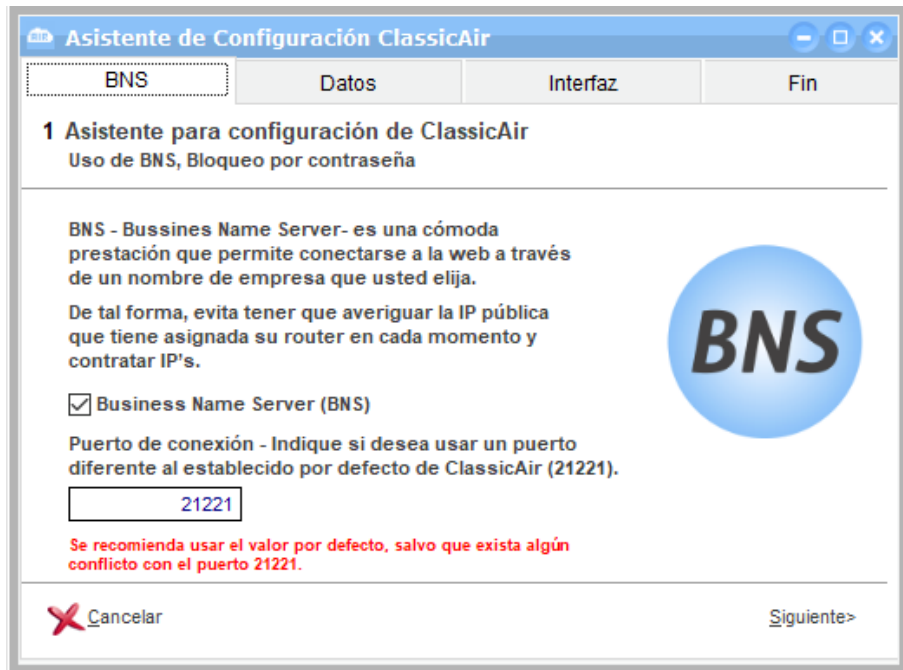 Asistente de Configuración ClassicAir
BNS
Datos
Interfaz
Fin
1 Asistente para configuración de ClassicAir
Uso de BNS, Bloqueo por contraseña
BNS - Bussines Name Server- es una cómoda
prestación que permite conectarse a la web a través
de un nombre de empresa que usted elija.
De tal forma, evita tener que averiguar la IP pública
que tiene asignada su router en cada momento y
contratar IP's.
BNS
Business Name Server (BNS)
Puerto de conexión - Indique si desea usar un puerto
diferente al establecido por defecto de ClassicAir (21221).
21221
Se recomienda usar el valor por defecto, salvo que exista algún
conflicto con el puerto 21221.
Cancelar
Siguiente>